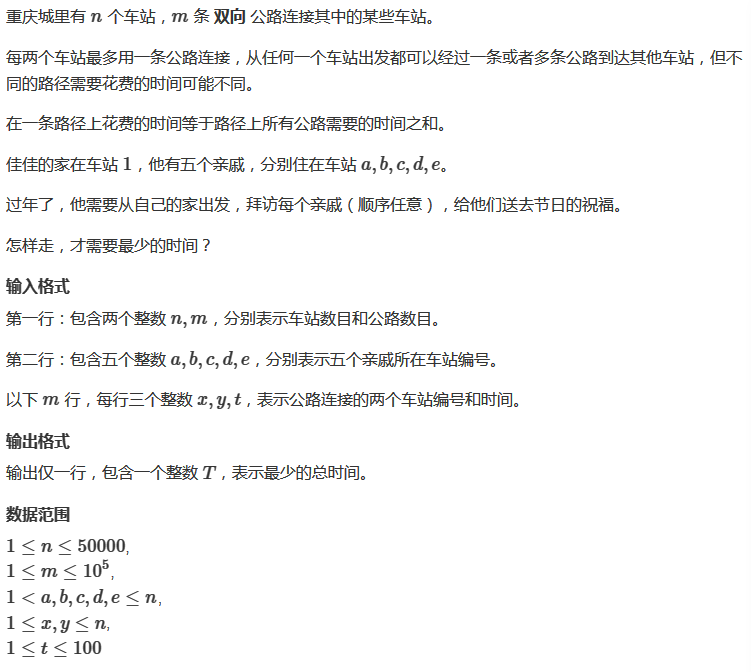 重庆城里有 n 个车站，m 条 双向 公路连接其中的某些车站。
每两个车站最多用一条公路连接，从任何一个车站出发都可以经过一条或者多条公路到达其他车站，但不
同的路径需要花费的时间可能不同。
在一条路径上花费的时间等于路径上所有公路需要的时间之和。
佳佳的家在车站 1，他有五个亲戚，分别住在车站 a, b, c, d, e。
过年了，他需要从自己的家出发，拜访每个亲戚（顺序任意），给他们送去节日的祝福。
怎样走，才需要最少的时间？
输入格式
第一行：包含两个整数 n, m，分别表示车站数目和公路数目。
第二行：包含五个整数 a, b, c, d, e，分别表示五个亲戚所在车站编号。
以下 m 行，每行三个整数 x, y, t，表示公路连接的两个车站编号和时间。
输出格式
输出仅一行，包含一个整数 T，表示最少的总时间。
数据范围
1 ≤ n ≤ 50000,
1 ≤ m ≤ 10⁵,
1 < a, b, c, d, e ≤ n,
1 ≤ x, y ≤ n,
1 ≤ t ≤ 100